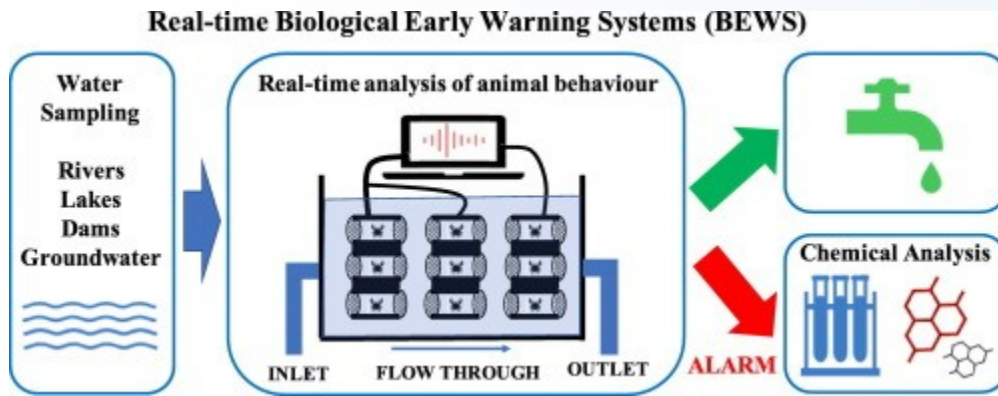 Real-time Biological Early Warning Systems (BEWS)
Water
Sampling
Rivers
Lakes
Dams
Groundwater
Real-time analysis of animal behaviour
INLET
FLOW THROUGH
OUTLET
ALARM
Chemical Analysis